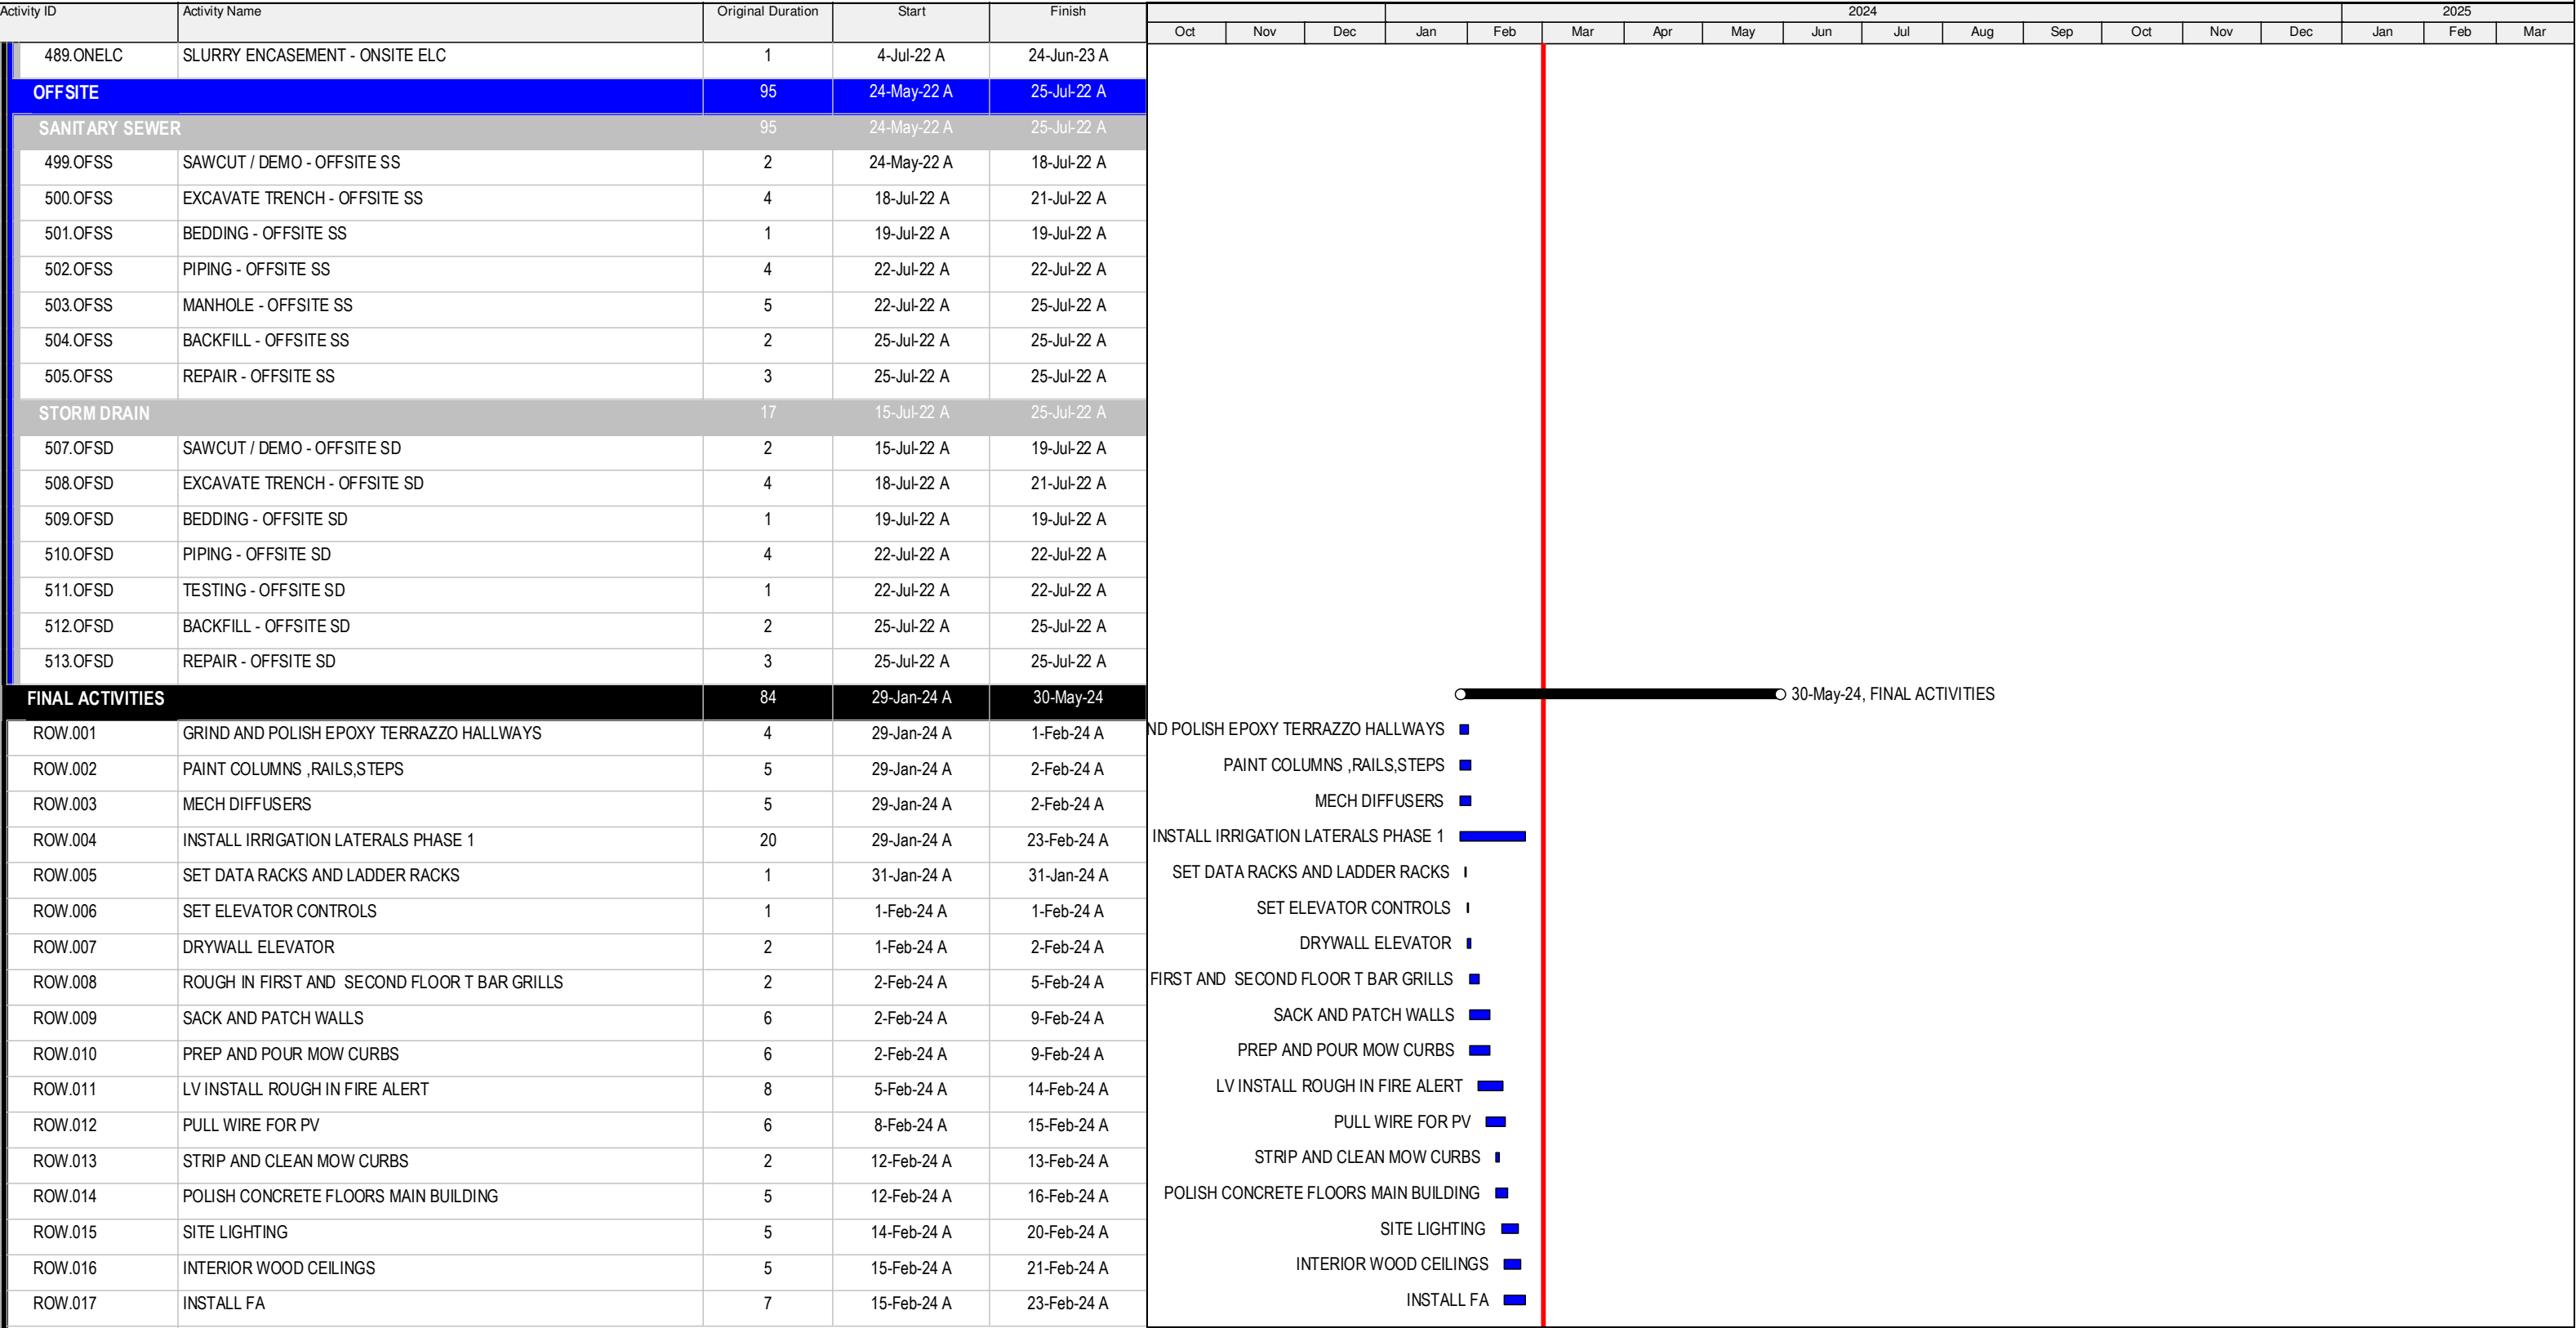 Activity ID Activity Name Original Duration Start Finish 2024 2025
Oct Nov Dec Jan Feb Mar Apr May Jun Jul Aug Sep Oct Nov Dec Jan Feb Mar
489.ONELC SLURRY ENCASEMENT - ONSITE ELC 1 4-Jul-22 A 24-Jun-23 A
OFFSITE 95 24-May-22 A 25-Jul-22 A
SANITARY SEWER 95 24-May-22 A 25-Jul-22 A
499.OFSS SAWCUT / DEMO - OFFSITE SS 2 24-May-22 A 18-Jul-22 A
500.OFSS EXCAVATE TRENCH - OFFSITE SS 4 18-Jul-22 A 21-Jul-22 A
501.OFSS BEDDING - OFFSITE SS 1 19-Jul-22 A 19-Jul-22 A
502.OFSS PIPING - OFFSITE SS 4 22-Jul-22 A 22-Jul-22 A
503.OFSS MANHOLE - OFFSITE SS 5 22-Jul-22 A 25-Jul-22 A
504.OFSS BACKFILL - OFFSITE SS 2 25-Jul-22 A 25-Jul-22 A
505.OFSS REPAIR - OFFSITE SS 3 25-Jul-22 A 25-Jul-22 A
STORM DRAIN 17 15-Jul-22 A 25-Jul-22 A
507.OFSD SAWCUT / DEMO - OFFSITE SD 2 15-Jul-22 A 19-Jul-22 A
508.OFSD EXCAVATE TRENCH - OFFSITE SD 4 18-Jul-22 A 21-Jul-22 A
509.OFSD BEDDING - OFFSITE SD 1 19-Jul-22 A 19-Jul-22 A
510.OFSD PIPING - OFFSITE SD 4 22-Jul-22 A 22-Jul-22 A
511.OFSD TESTING - OFFSITE SD 1 22-Jul-22 A 22-Jul-22 A
512.OFSD BACKFILL - OFFSITE SD 2 25-Jul-22 A 25-Jul-22 A
513.OFSD REPAIR - OFFSITE SD 3 25-Jul-22 A 25-Jul-22 A
FINAL ACTIVITIES 84 29-Jan-24 A 30-May-24 30-May-24, FINAL ACTIVITIES
ROW.001 GRIND AND POLISH EPOXY TERRAZZO HALLWAYS 4 29-Jan-24 A 1-Feb-24 A ND POLISH EPOXY TERRAZZO HALLWAYS
ROW.002 PAINT COLUMNS ,RAILS,STEPS 5 29-Jan-24 A 2-Feb-24 A PAINT COLUMNS ,RAILS,STEPS
ROW.003 MECH DIFFUSERS 5 29-Jan-24 A 2-Feb-24 A MECH DIFFUSERS
ROW.004 INSTALL IRRIGATION LATERALS PHASE 1 20 29-Jan-24 A 23-Feb-24 A INSTALL IRRIGATION LATERALS PHASE 1
ROW.005 SET DATA RACKS AND LADDER RACKS 1 31-Jan-24 A 31-Jan-24 A SET DATA RACKS AND LADDER RACKS
ROW.006 SET ELEVATOR CONTROLS 1 1-Feb-24 A 1-Feb-24 A SET ELEVATOR CONTROLS
ROW.007 DRYWALL ELEVATOR 2 1-Feb-24 A 2-Feb-24 A DRYWALL ELEVATOR
ROW.008 ROUGH IN FIRST AND SECOND FLOOR T BAR GRILLS 2 2-Feb-24 A 5-Feb-24 A FIRST AND SECOND FLOOR T BAR GRILLS
ROW.009 SACK AND PATCH WALLS 6 2-Feb-24 A 9-Feb-24 A SACK AND PATCH WALLS
ROW.010 PREP AND POUR MOW CURBS 6 2-Feb-24 A 9-Feb-24 A PREP AND POUR MOW CURBS
ROW.011 LV INSTALL ROUGH IN FIRE ALERT 8 5-Feb-24 A 14-Feb-24 A LV INSTALL ROUGH IN FIRE ALERT
ROW.012 PULL WIRE FOR PV 6 8-Feb-24 A 15-Feb-24 A PULL WIRE FOR PV
ROW.013 STRIP AND CLEAN MOW CURBS 2 12-Feb-24 A 13-Feb-24 A STRIP AND CLEAN MOW CURBS
ROW.014 POLISH CONCRETE FLOORS MAIN BUILDING 5 12-Feb-24 A 16-Feb-24 A POLISH CONCRETE FLOORS MAIN BUILDING
ROW.015 SITE LIGHTING 5 14-Feb-24 A 20-Feb-24 A SITE LIGHTING
ROW.016 INTERIOR WOOD CEILINGS 5 15-Feb-24 A 21-Feb-24 A INTERIOR WOOD CEILINGS
ROW.017 INSTALL FA 7 15-Feb-24 A 23-Feb-24 A INSTALL FA